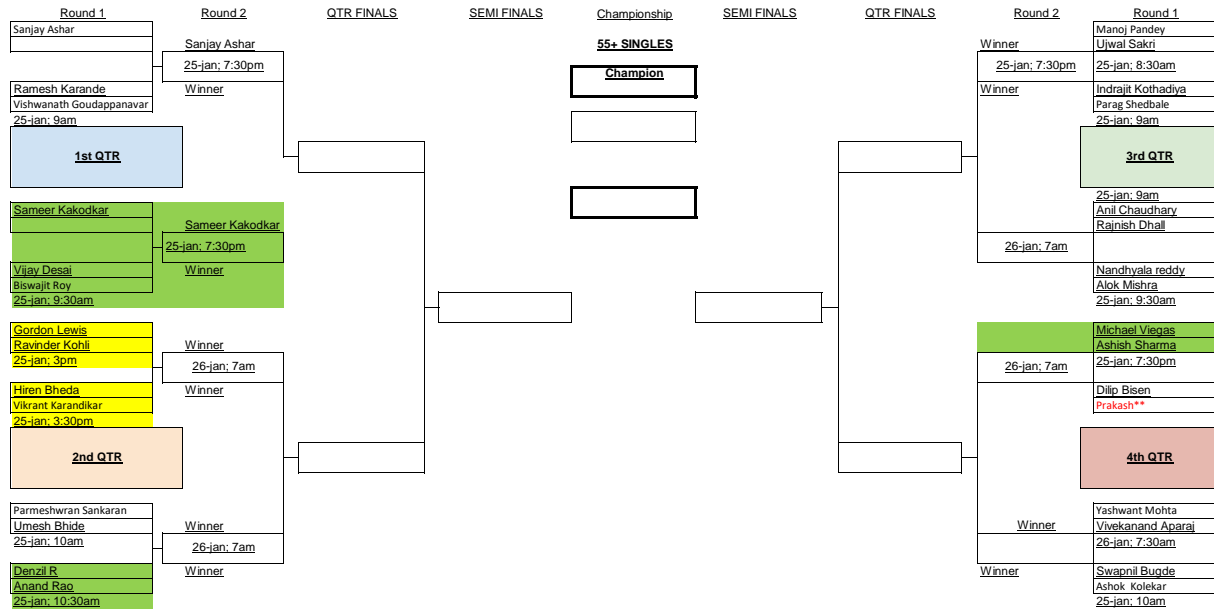 Round 1 Round 2 QTR FINALS SEMI FINALS Championship SEMI FINALS QTR FINALS Round 2 Round 1
Sanjay Ashar Manoj Pandey
Sanjay Ashar 55+ SINGLES Winner Ujwal Sakri
25-jan; 7:30pm Champion 25-jan; 7:30pm 25-jan; 8:30am
Ramesh Karande Winner Winner Indrajit Kothadiya
Vishwanath Goudappanavar Parag Shedbale
25-jan; 9am 25-jan; 9am
1st QTR 3rd QTR
25-jan; 9am
Sameer Kakodkar Anil Chaudhary
Sameer Kakodkar Rajnish Dhall
25-jan; 7:30pm 26-jan; 7am
Vijay Desai Winner Nandhyala reddy
Biswajit Roy Alok Mishra
25-jan; 9:30am 25-jan; 9:30am
Gordon Lewis Michael Viegas
Ravinder Kohli Winner Ashish Sharma
25-jan; 3pm 26-jan; 7am 26-jan; 7am 25-jan; 7:30pm
Hiren Bheda Winner Dilip Bisen
Vikrant Karandikar Prakash**
25-jan; 3:30pm
2nd QTR 4th QTR
Parmeshwran Sankaran Yashwant Mohta
Umesh Bhide Winner Winner Vivekanand Aparaj
25-jan; 10am 26-jan; 7am 26-jan; 7:30am
Denzil R Winner Winner Swapnil Bugde
Anand Rao Ashok Kolekar
25-jan; 10:30am 25-jan; 10am